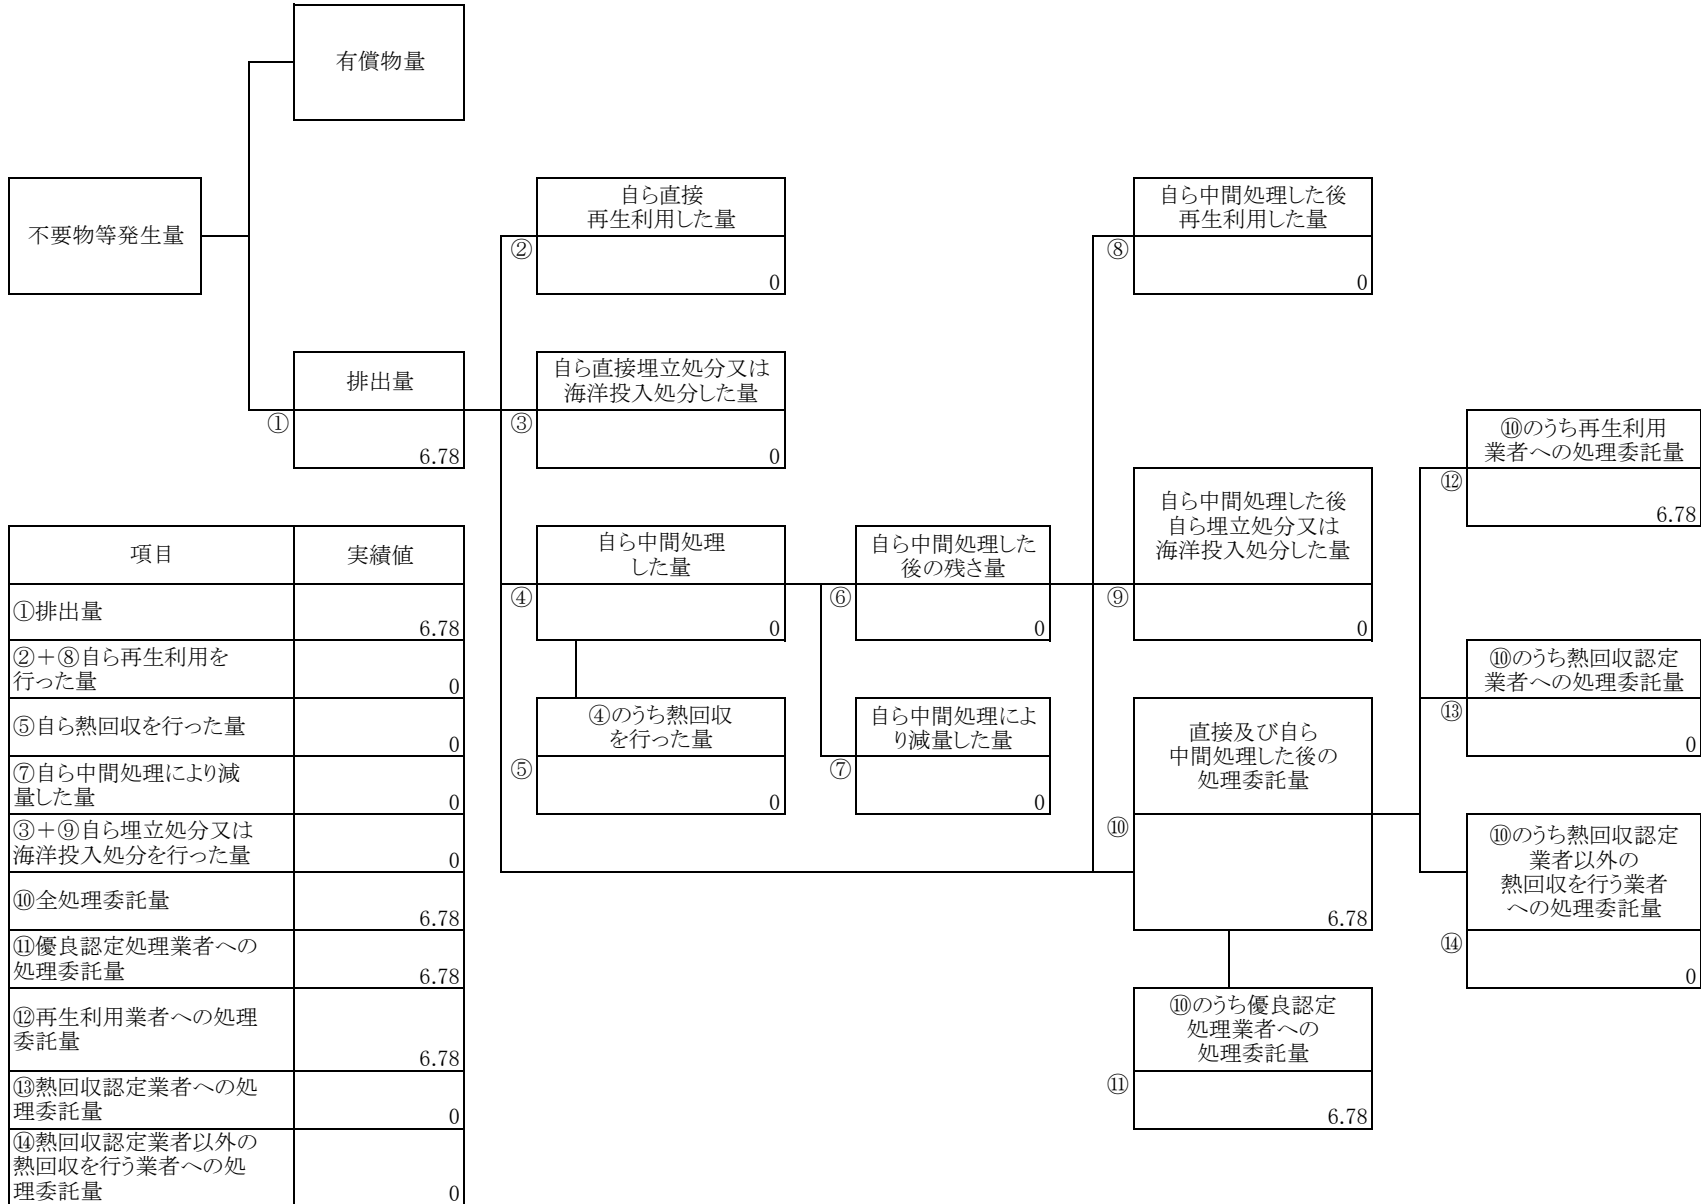 有償物量
不要物等発生量
自ら直接
再生利用した量
②
0
自ら中間処理した後
再生利用した量
⑧
0
排出量
①
6.78
自ら直接埋立処分又は
海洋投入処分した量
③
0
⑩のうち再生利用
業者への処理委託量
⑫
6.78
自ら中間処理
した量
④
0
自ら中間処理した
後の残さ量
⑥
0
自ら中間処理した後
自ら埋立処分又は
海洋投入処分した量
⑨
0
⑩のうち熱回収認定
業者への処理委託量
⑬
0
④のうち熱回収
を行った量
⑤
0
自ら中間処理によ
り減量した量
⑦
0
直接及び自ら
中間処理した後の
処理委託量
⑩
6.78
⑩のうち熱回収認定
業者以外の
熱回収を行う業者
への処理委託量
⑭
0
⑩のうち優良認定
処理業者への
処理委託量
⑪
6.78
項目 実績値
①排出量 6.78
②+⑧自ら再生利用を
行った量 0
⑤自ら熱回収を行った量 0
⑦自ら中間処理により減
量した量 0
③+⑨自ら埋立処分又は
海洋投入処分を行った量 0
⑩全処理委託量 6.78
⑪優良認定処理業者への
処理委託量 6.78
⑫再生利用業者への処理
委託量 6.78
⑬熱回収認定業者への処
理委託量 0
⑭熱回収認定業者以外の
熱回収を行う業者への処
理委託量 0